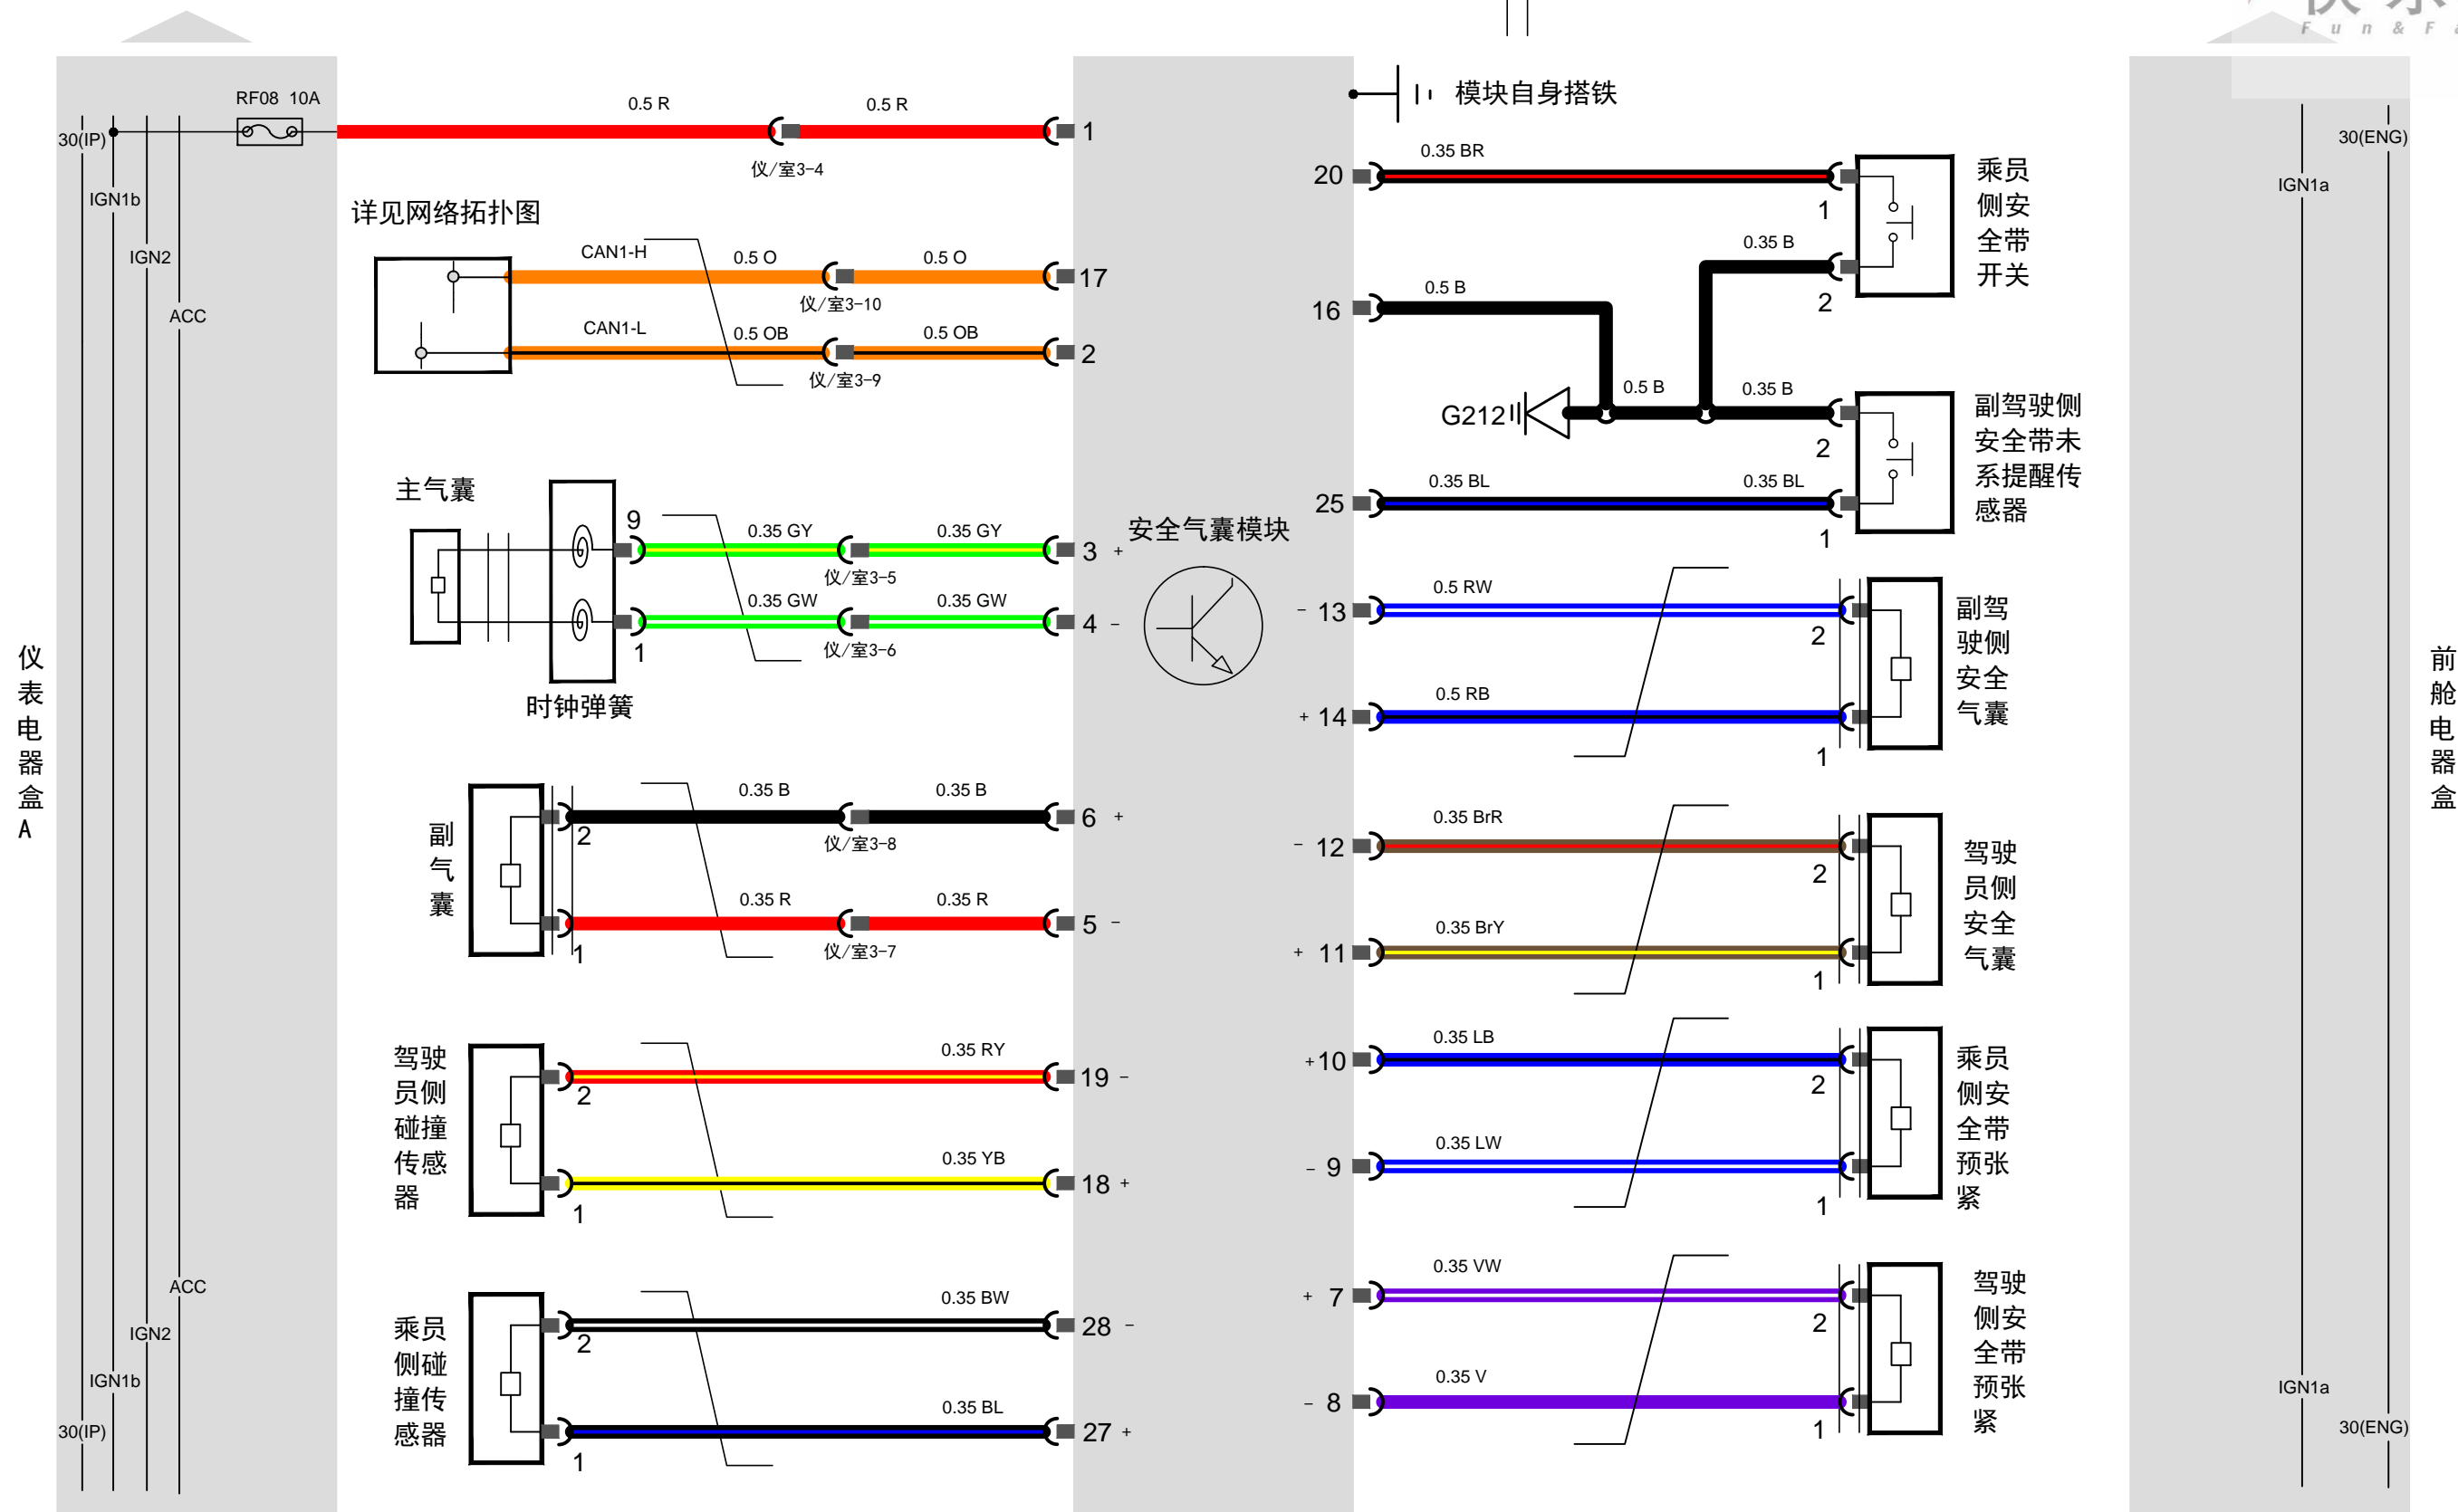 Fun&F
RF08 10A
0.5 R
0.5 R
1
仪/室3-4
30(IP)
IGN1b
IGN2
ACC
详见网络拓扑图
CAN1-H
0.5 O
0.5 O
17
仪/室3-10
CAN1-L
0.5 OB
0.5 OB
2
仪/室3-9
主气囊
9
0.35 GY
0.35 GY
3 +
仪/室3-5
0.35 GW
0.35 GW
4 -
1
仪/室3-6
时钟弹簧
仪表电器盒A
副气囊
2
0.35 B
0.35 B
6 +
仪/室3-8
0.35 R
0.35 R
5 -
1
仪/室3-7
驾驶
员侧
碰撞
传感
器
2
0.35 RY
19 -
0.35 YB
18 +
1
乘员
侧碰
撞传
感器
2
0.35 BW
28 -
0.35 BL
27 +
1
ACC
IGN2
IGN1b
30(IP)
安全气囊模块
模块自身搭铁
20
0.35 BR
1
乘员
侧安
全带
开关
16
0.5 B
0.35 B
2
G212
0.5 B
0.35 B
2
副驾驶侧
安全带未
系提醒传
感器
25
0.35 BL
0.35 BL
1
- 13
0.5 RW
2
副驾
驶侧
安全
气囊
+ 14
0.5 RB
1
- 12
0.35 BrR
2
驾驶
员侧
安全
气囊
+ 11
0.35 BrY
1
+10
0.35 LB
2
乘员
侧安
全带
预张
紧
- 9
0.35 LW
1
+ 7
0.35 VW
2
驾驶
侧安
全带
预张
紧
- 8
0.35 V
1
30(ENG)
IGN1a
前舱电器盒
IGN1a
30(ENG)